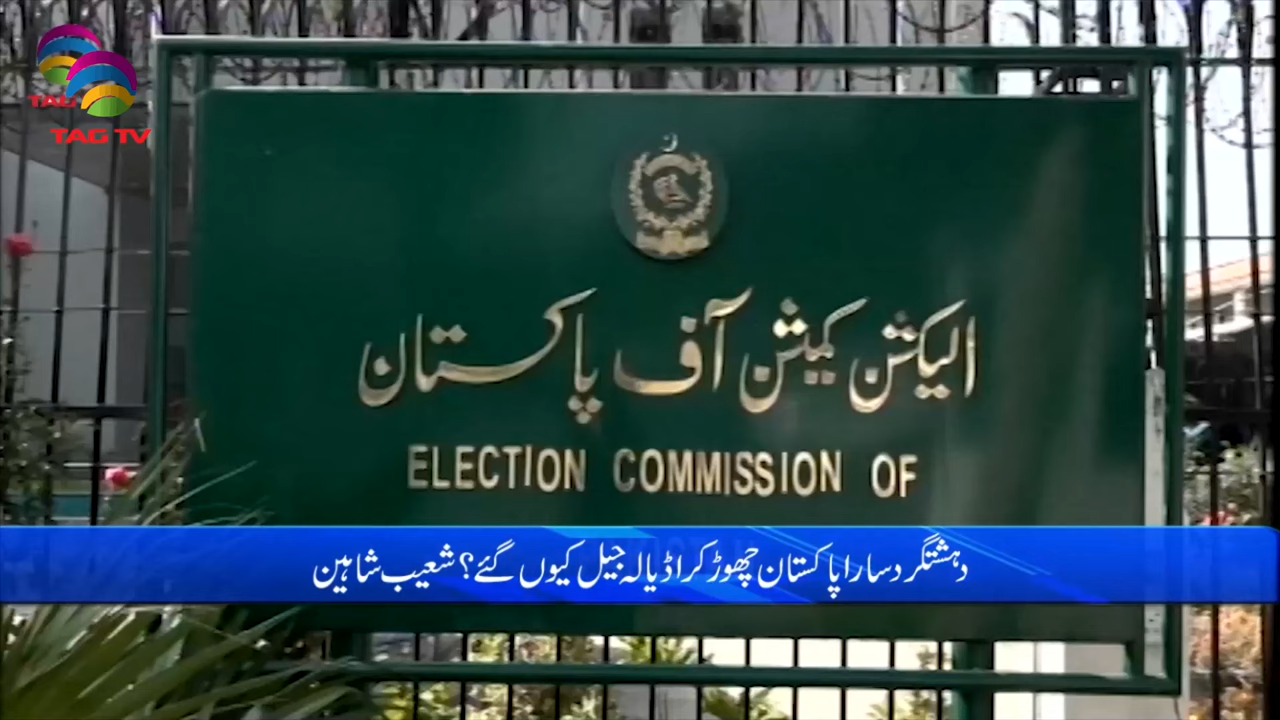 TAG
TAG TV
الیکشن کمیشن آف پاکستان
ELECTION COMMISSION OF
دہشتگرد سارا پاکستان چھوڑ کر اڈیالہ جیل کیوں گئے؟ شعیب شاہین